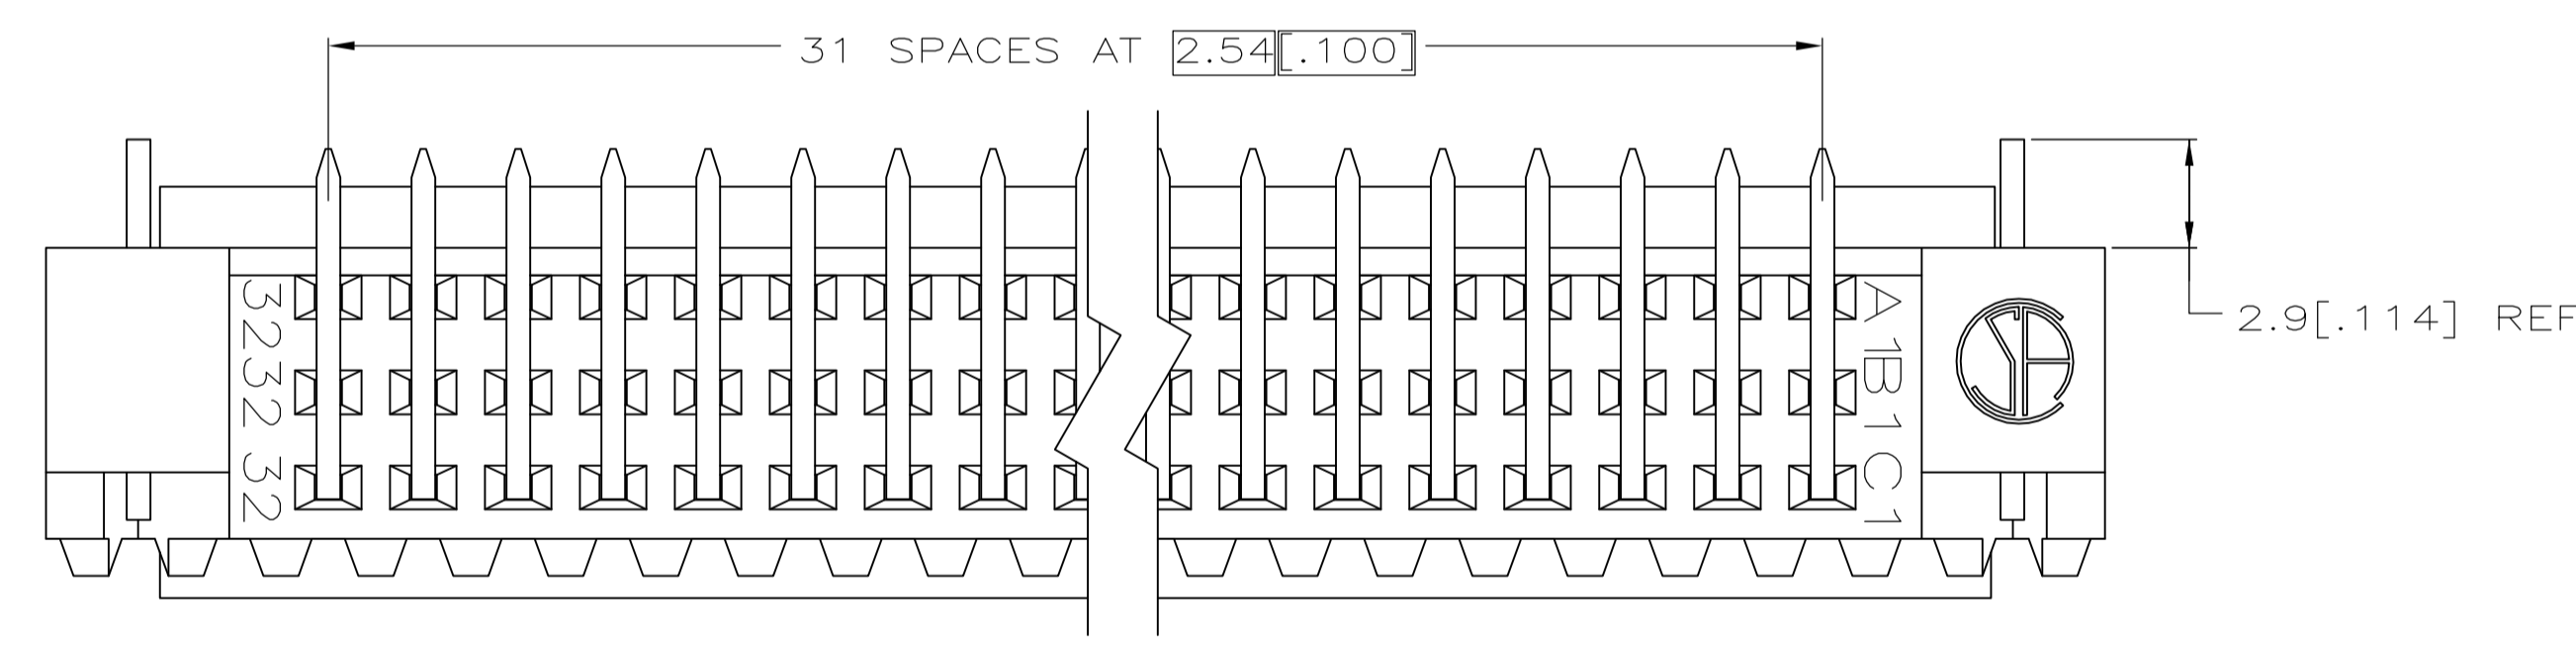 31 SPACES AT 2.54[.100]
2.9[.114] REF
32
32
32
A1
B1
C1